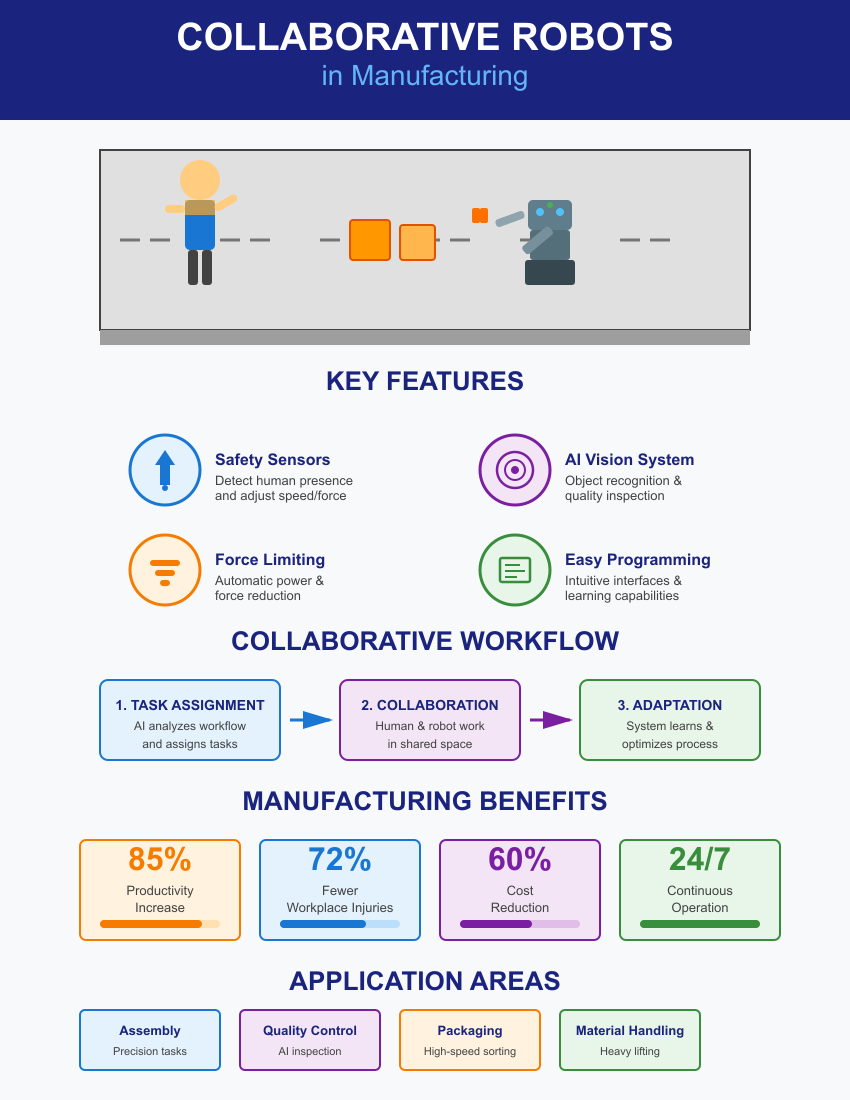 COLLABORATIVE ROBOTS
in Manufacturing
KEY FEATURES
Safety Sensors
Detect human presence
and adjust speed/force
AI Vision System
Object recognition &
quality inspection
Force Limiting
Automatic power &
force reduction
Easy Programming
Intuitive interfaces &
learning capabilities
COLLABORATIVE WORKFLOW
1. TASK ASSIGNMENT
AI analyzes workflow
and assigns tasks
2. COLLABORATION
Human & robot work
in shared space
3. ADAPTATION
System learns &
optimizes process
MANUFACTURING BENEFITS
85%
Productivity
Increase
72%
Fewer
Workplace Injuries
60%
Cost
Reduction
24/7
Continuous
Operation
APPLICATION AREAS
Assembly
Precision tasks
Quality Control
AI inspection
Packaging
High-speed sorting
Material Handling
Heavy lifting